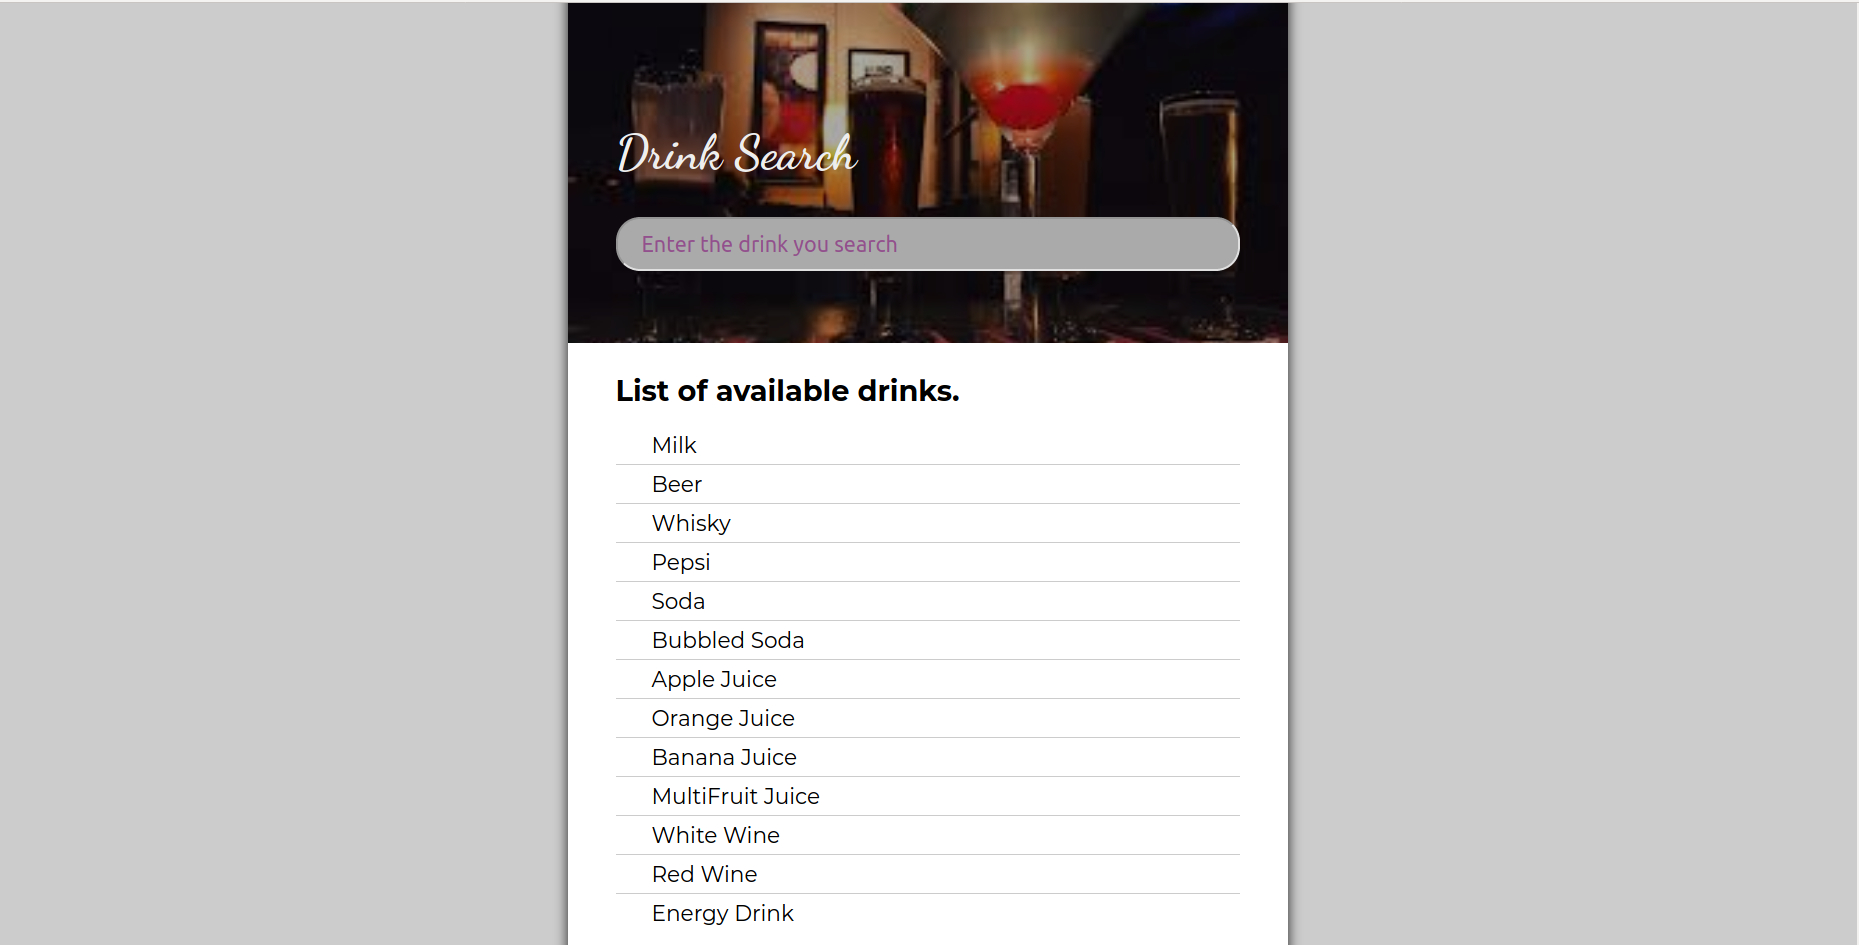 Drink Search
Enter the drink you search
List of available drinks.
Milk
Beer
Whisky
Pepsi
Soda
Bubbled Soda
Apple Juice
Orange Juice
Banana Juice
MultiFruit Juice
White Wine
Red Wine
Energy Drink